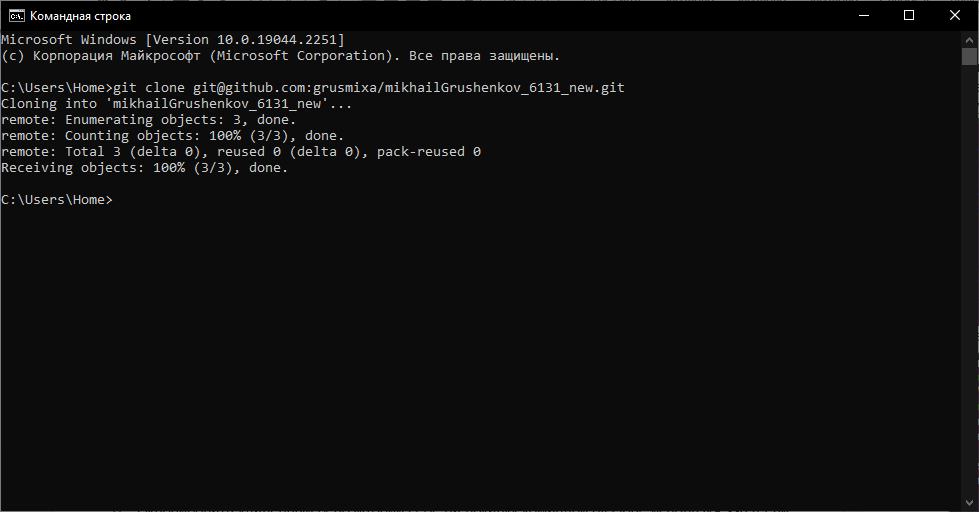 Командная строка
Microsoft Windows [Version 10.0.19044.2251]
(c) Корпорация Майкрософт (Microsoft Corporation). Все права защищены.
C:\Users\Home>git clone git@github.com:grusmixa/mikhailGrushenkov_6131_new.git
Cloning into 'mikhailGrushenkov_6131_new'...
remote: Enumerating objects: 3, done.
remote: Counting objects: 100% (3/3), done.
remote: Total 3 (delta 0), reused 0 (delta 0), pack-reused 0
Receiving objects: 100% (3/3), done.
C:\Users\Home>